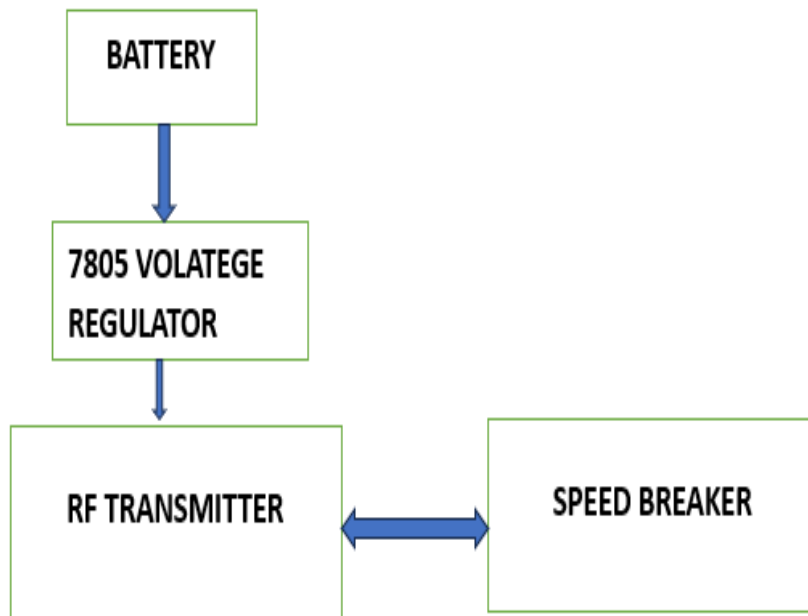 BATTERY
7805 VOLATEGE
REGULATOR
RF TRANSMITTER
SPEED BREAKER